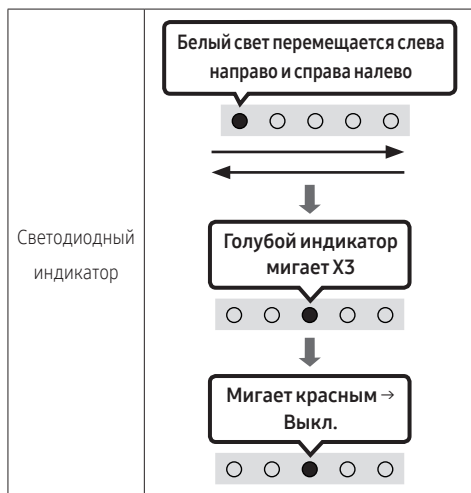 Белый свет перемещается слева
направо и справа налево
Светодиодный
индикатор
Голубой индикатор
мигает X3
Мигает красным →
Выкл.